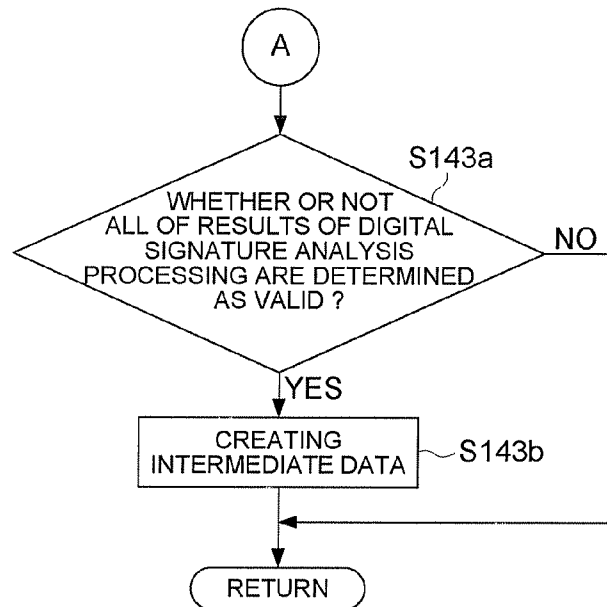 A
S143a
WHETHER OR NOT
ALL OF RESULTS OF DIGITAL
SIGNATURE ANALYSIS
PROCESSING ARE DETERMINED
AS VALID ?
NO
YES
CREATING
INTERMEDIATE DATA
S143b
RETURN